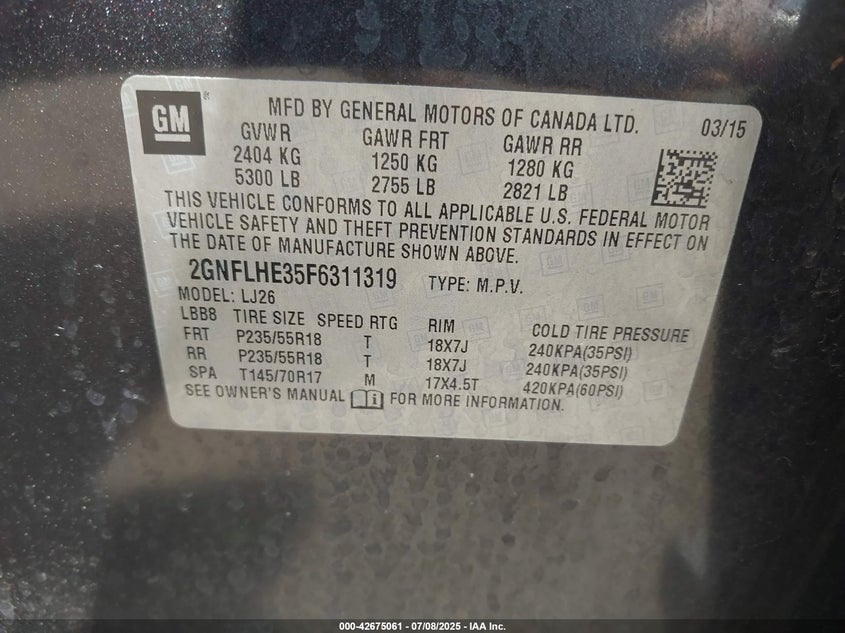 GM
MFD BY GENERAL MOTORS OF CANADA LTD. 03/15
GVWR GAWR FRT GAWR RR
2404 KG 1250 KG 1280 KG
5300 LB 2755 LB 2821 LB
THIS VEHICLE CONFORMS TO ALL APPLICABLE U.S. FEDERAL MOTOR
VEHICLE SAFETY AND THEFT PREVENTION STANDARDS IN EFFECT ON
THE DATE OF MANUFACTURE SHOWN ABOVE.
2GNFLHE35F6311319 TYPE: M.P.V.
MODEL: LJ26
LBB8 TIRE SIZE SPEED RTG RIM COLD TIRE PRESSURE
FRT P235/55R18 T 18X7J 240KPA(35PSI)
RR P235/55R18 T 18X7J 240KPA(35PSI)
SPA T145/70R17 M 17X4.5T 420KPA(60PSI)
SEE OWNER'S MANUAL FOR MORE INFORMATION.
000-42675061 - 07/08/2025 - IAA Inc.